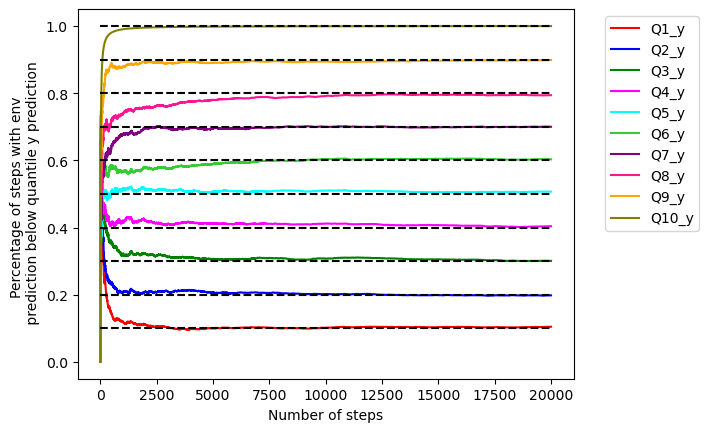 Percentage of steps with env
prediction below quantile y prediction
1.0
0.8
0.6
0.4
0.2
0.0
0
2500
5000
7500
10000
12500
15000
17500
20000
Number of steps
Q1_y
Q2_y
Q3_y
Q4_y
Q5_y
Q6_y
Q7_y
Q8_y
Q9_y
Q10_y